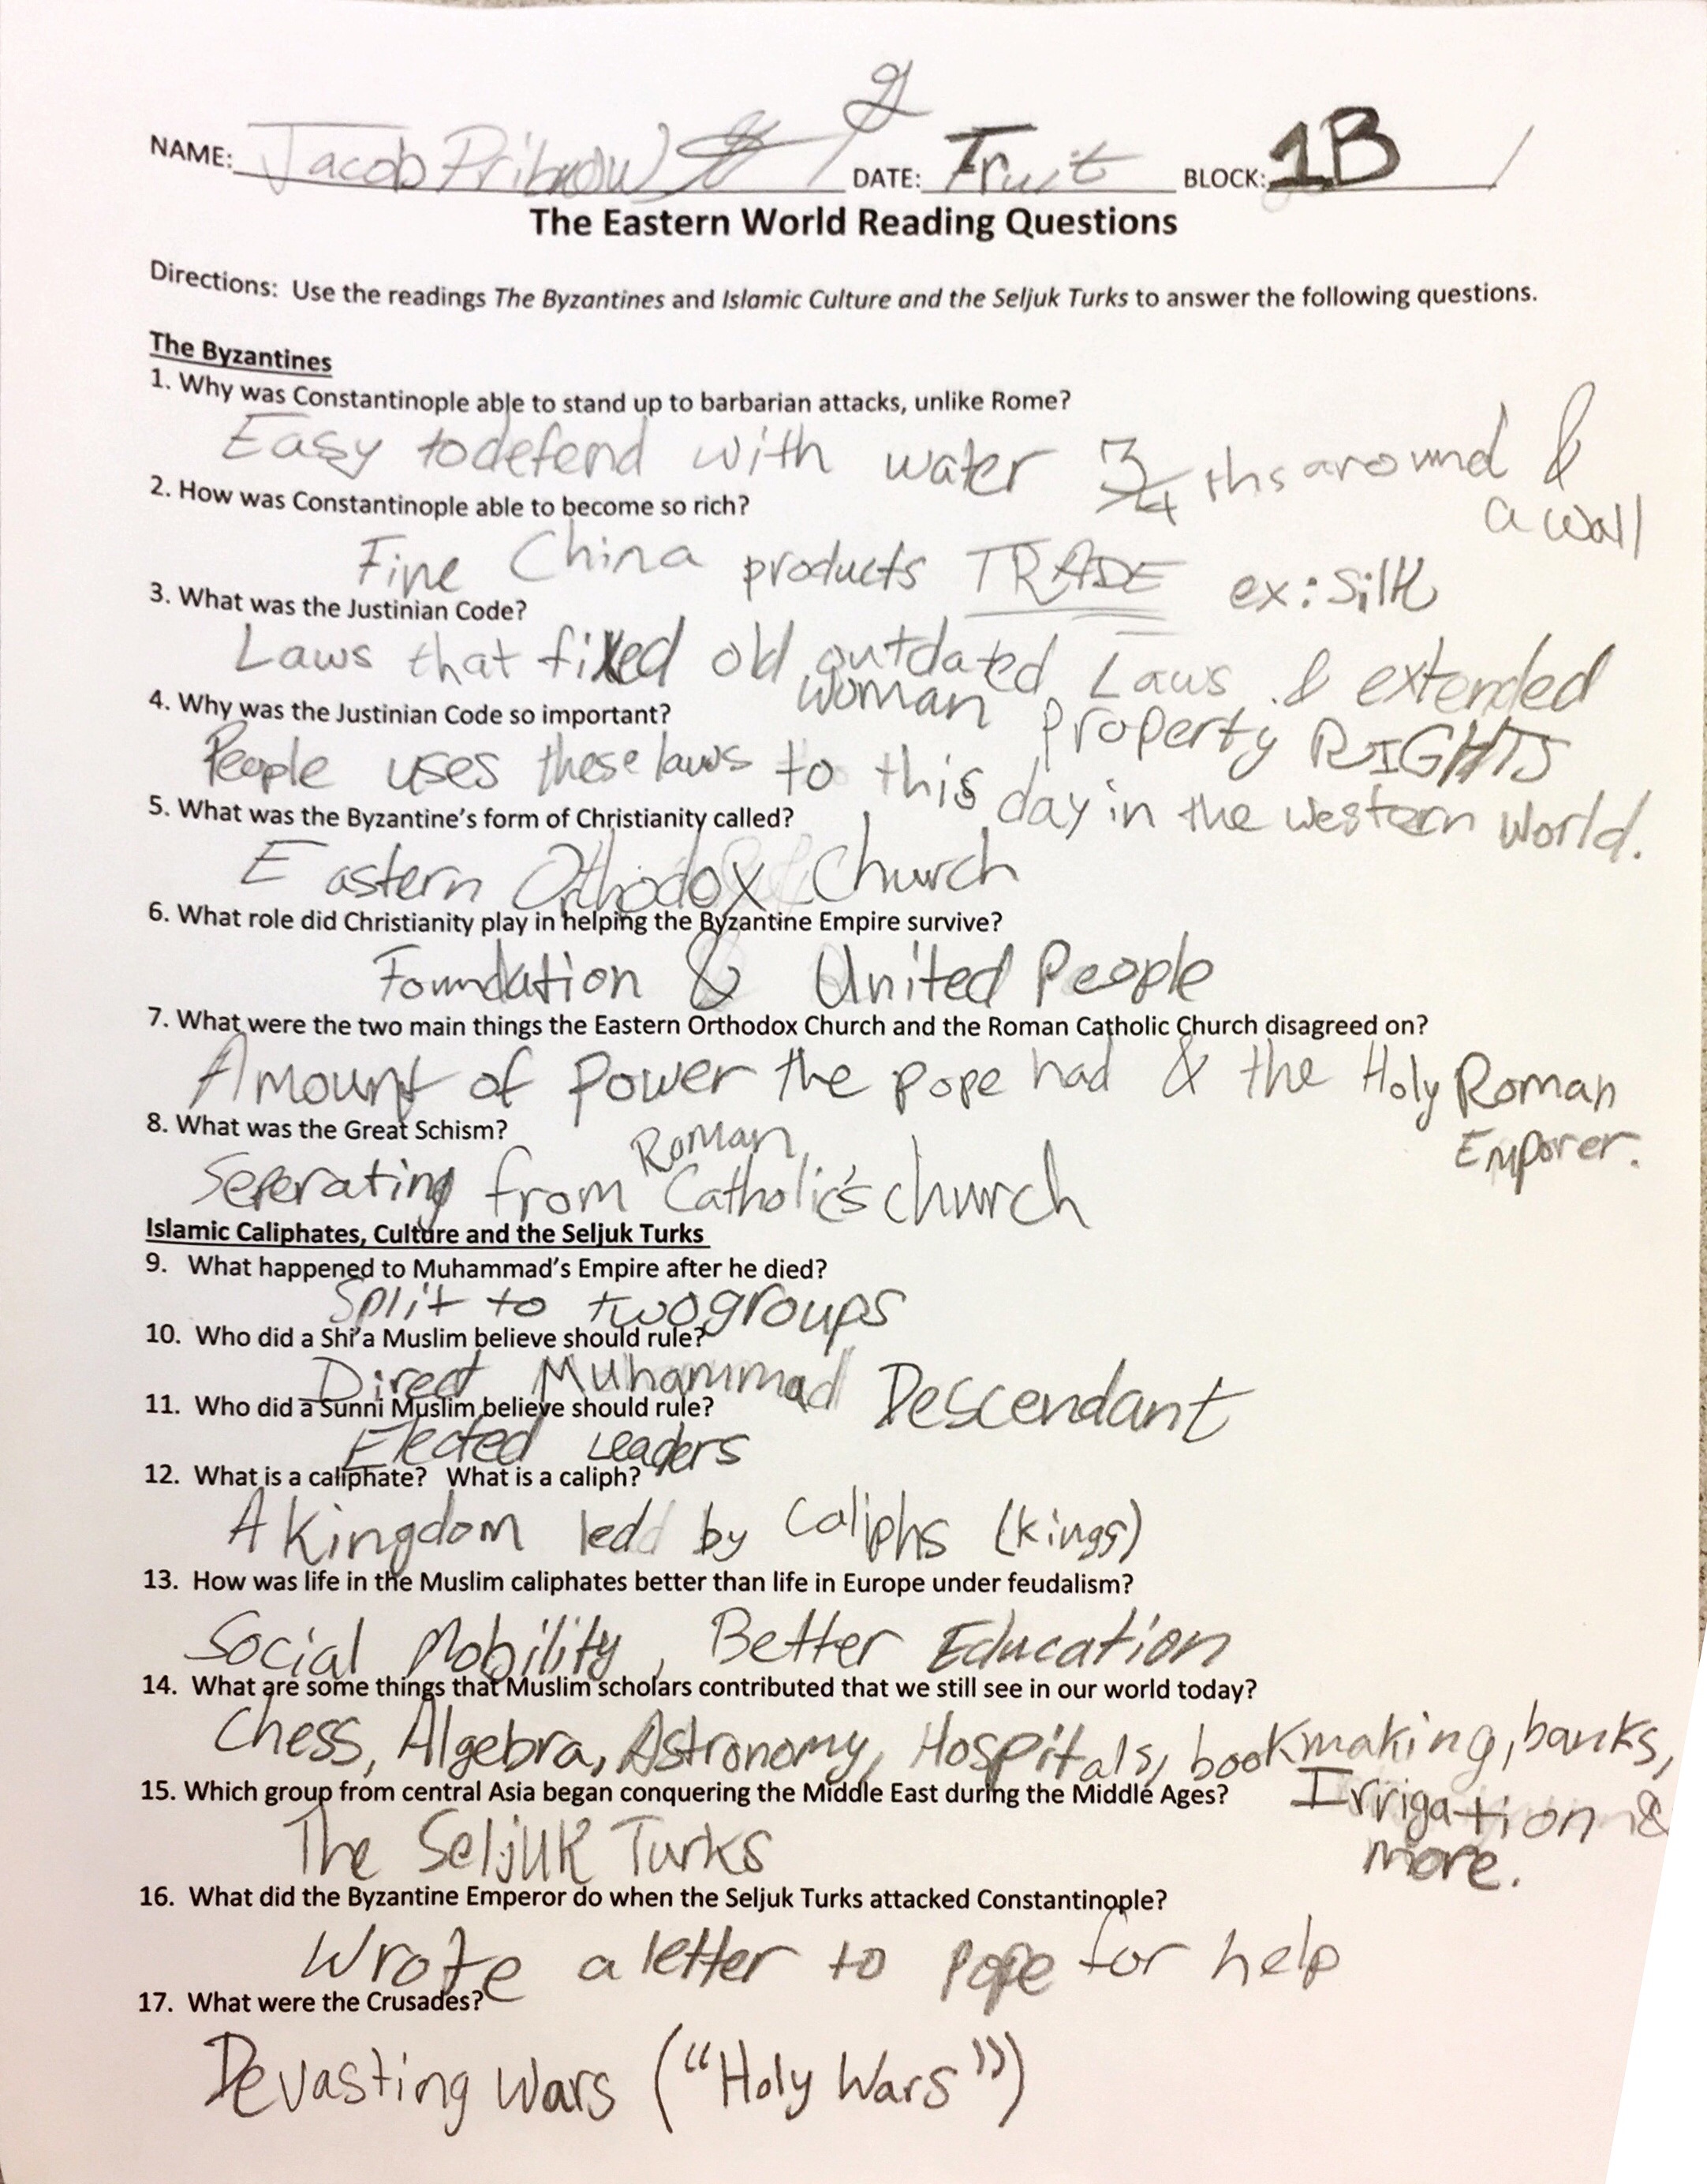 NAME: Jacob Pribnow DATE: Fruit BLOCK: 1B
The Eastern World Reading Questions
Directions: Use the readings The Byzantines and Islamic Culture and the Seljuk Turks to answer the following questions.
The Byzantines
1. Why was Constantinople able to stand up to barbarian attacks, unlike Rome?
Easy to defend with water 3/4 ths around &
a wall
2. How was Constantinople able to become so rich?
Fine China products TRADE ex: Silk
3. What was the Justinian Code?
Laws that fixed old outdated Laws & extended
woman property RIGHTS
4. Why was the Justinian Code so important?
People uses these laws to this day in the western World.
5. What was the Byzantine's form of Christianity called?
Eastern Orthodox Church
6. What role did Christianity play in helping the Byzantine Empire survive?
Foundation & United People
7. What were the two main things the Eastern Orthodox Church and the Roman Catholic Church disagreed on?
Amount of Power the pope had & the Holy Roman
Emporer.
8. What was the Great Schism?
Seperating from Roman Catholic's church
Islamic Caliphates, Culture and the Seljuk Turks
9. What happened to Muhammad's Empire after he died?
Split to two groups
10. Who did a Shi'a Muslim believe should rule?
Direct Muhammad Descendant
11. Who did a Sunni Muslim believe should rule?
Elected Leaders
12. What is a caliphate? What is a caliph?
A Kingdom led by Caliphs (kings)
13. How was life in the Muslim caliphates better than life in Europe under feudalism?
Social Mobility, Better Education
14. What are some things that Muslim scholars contributed that we still see in our world today?
Chess, Algebra, Astronomy, Hospitals, bookmaking, banks,
Irrigation &
more.
15. Which group from central Asia began conquering the Middle East during the Middle Ages?
The Seljuk Turks
16. What did the Byzantine Emperor do when the Seljuk Turks attacked Constantinople?
Wrote a letter to Pope for help
17. What were the Crusades?
Devasting Wars ("Holy Wars")